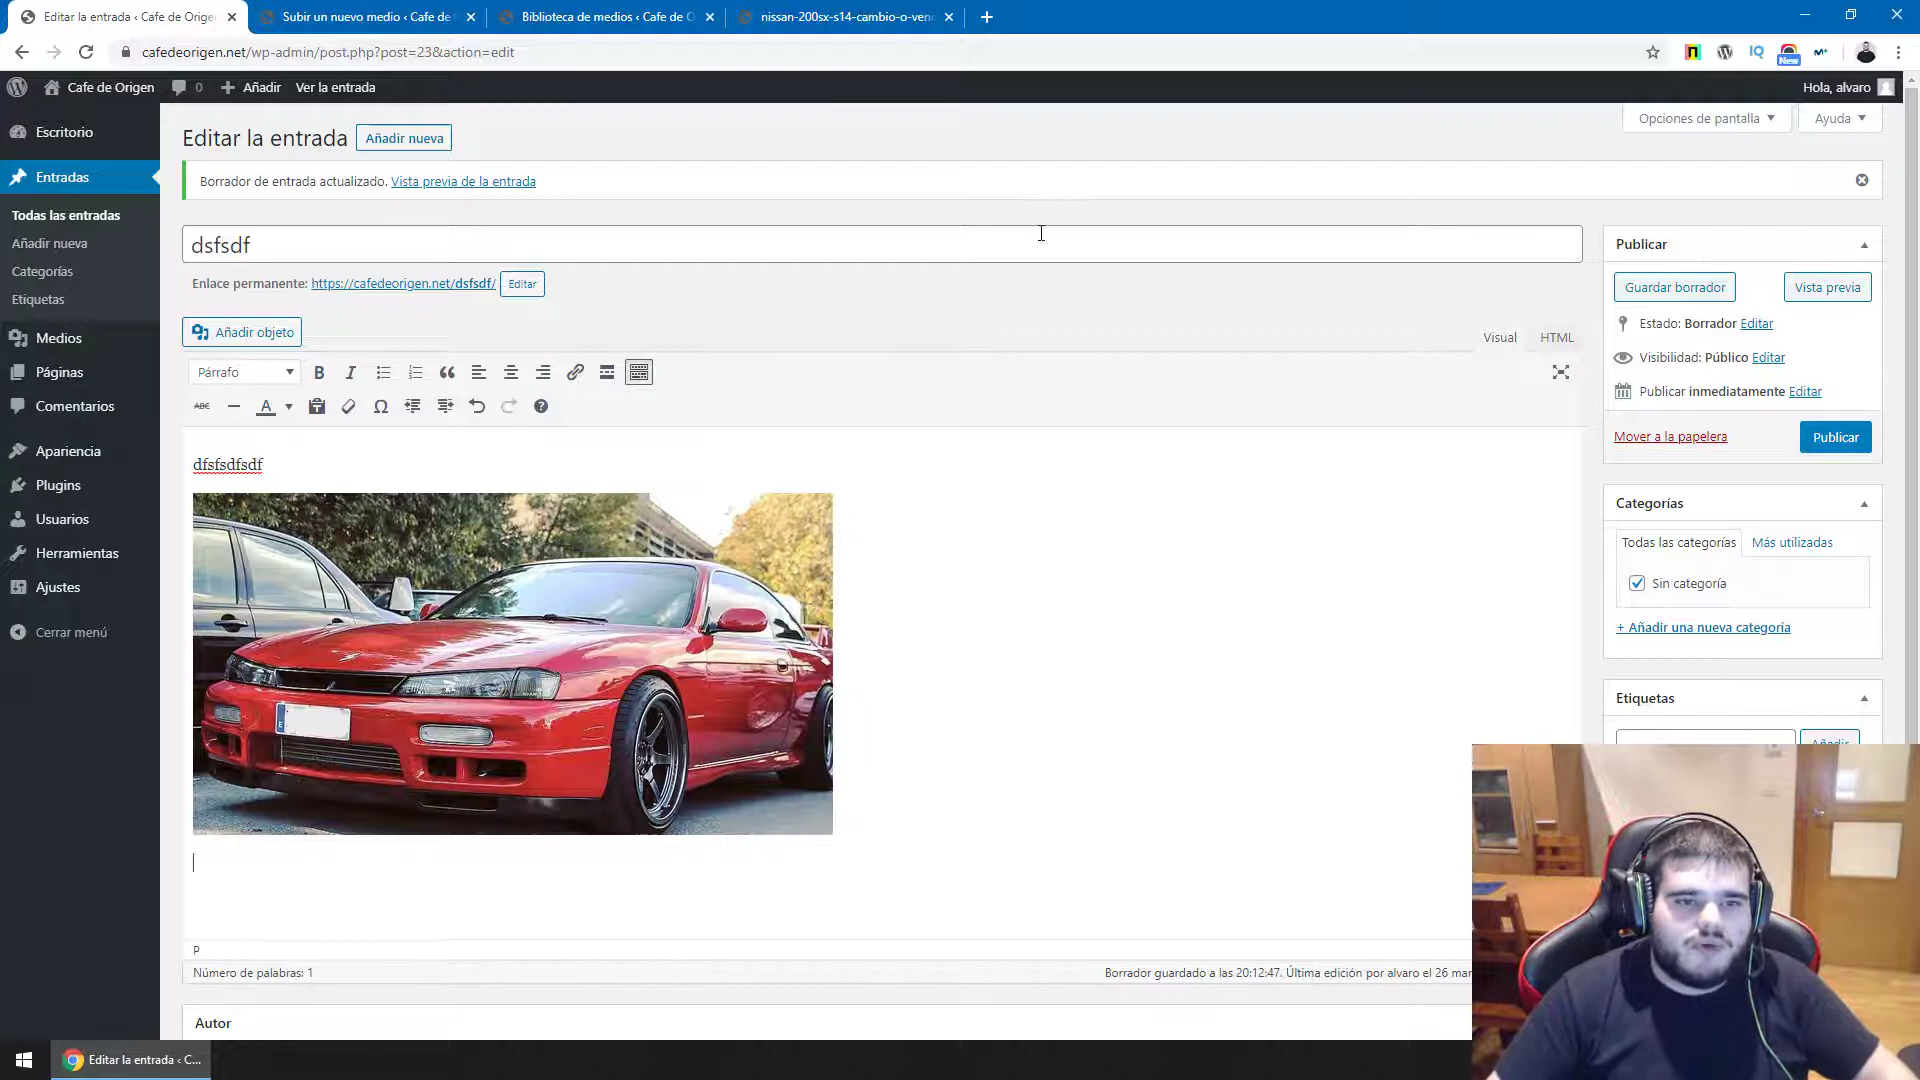 Editar la entrada ‹ Cafe de Orige
Subir un nuevo medio ‹ Cafe de
Biblioteca de medios ‹ Cafe de O
nissan-200sx-s14-cambio-o-ven
cafedeorigen.net/wp-admin/post.php?post=23&action=edit
IQ
New
Cafe de Origen
0
Añadir
Ver la entrada
Hola, alvaro
Escritorio
Entradas
Todas las entradas
Añadir nueva
Categorías
Etiquetas
Medios
Páginas
Comentarios
Apariencia
Plugins
Usuarios
Herramientas
Ajustes
Cerrar menú
Opciones de pantalla
Ayuda
Editar la entrada
Añadir nueva
Borrador de entrada actualizado. Vista previa de la entrada
dsfsdf
Enlace permanente: https://cafedeorigen.net/dsfsdf/
Editar
Añadir objeto
Visual
HTML
Párrafo
B
I
ABC
A
dfsfsdfsdf
P
Número de palabras: 1
Borrador guardado a las 20:12:47. Última edición por alvaro el 26 mar
Autor
Publicar
Guardar borrador
Vista previa
Estado: Borrador Editar
Visibilidad: Público Editar
Publicar inmediatamente Editar
Mover a la papelera
Publicar
Categorías
Todas las categorías
Más utilizadas
Sin categoría
+ Añadir una nueva categoría
Etiquetas
Añadir
Editar la entrada ‹ C...